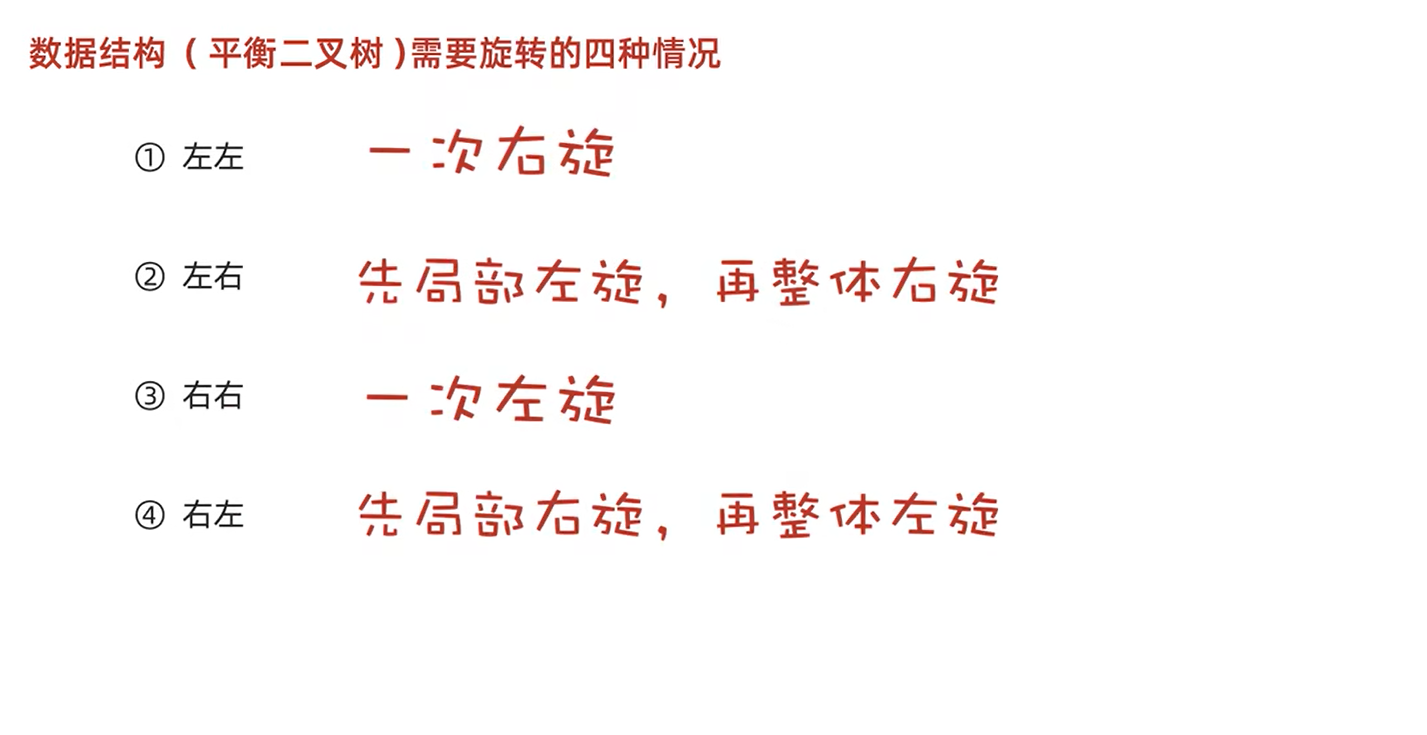 数据结构（平衡二叉树）需要旋转的四种情况
① 左左 一次右旋
② 左右 先局部左旋，再整体右旋
③ 右右 一次左旋
④ 右左 先局部右旋，再整体左旋